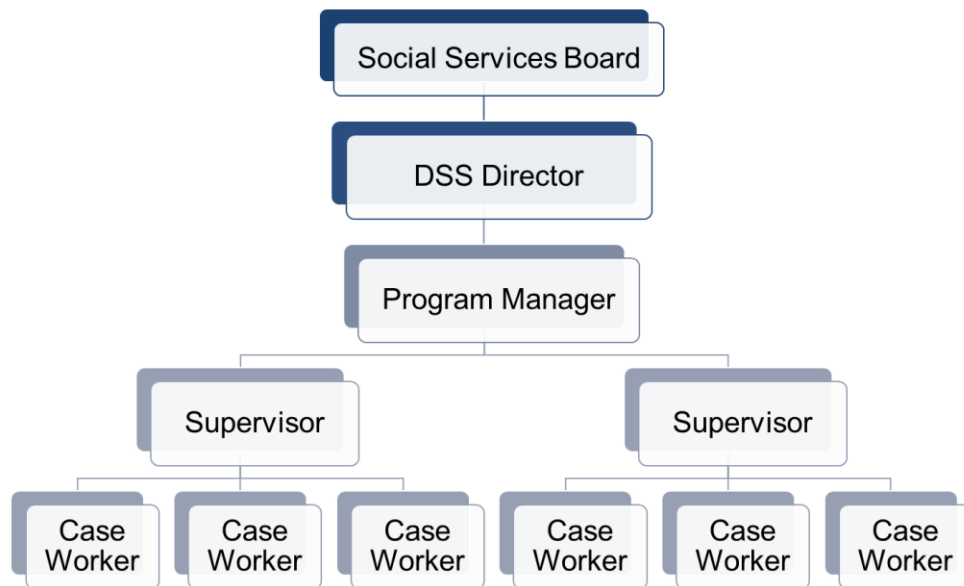 Social Services Board
DSS Director
Program Manager
Supervisor
Supervisor
Case
Worker
Case
Worker
Case
Worker
Case
Worker
Case
Worker
Case
Worker